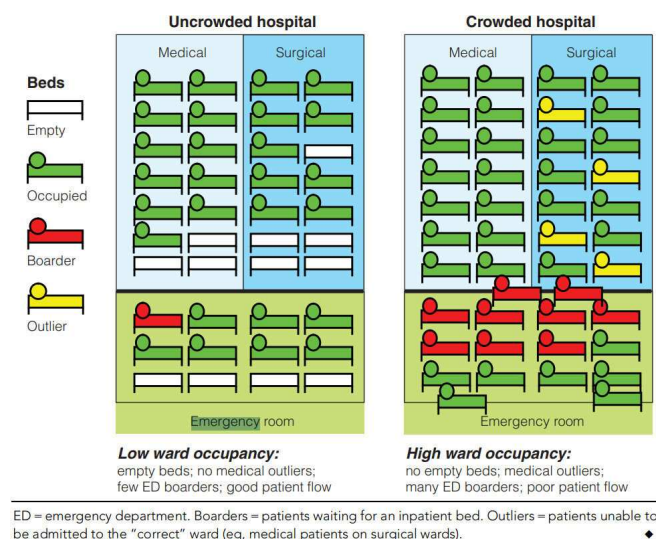 Uncrowded hospital
Crowded hospital
Medical
Surgical
Medical
Surgical
Beds
Empty
Occupied
Boarder
Outlier
Emergency room
Emergency room
Low ward occupancy:
empty beds; no medical outliers;
few ED boarders; good patient flow
High ward occupancy:
no empty beds; medical outliers;
many ED boarders; poor patient flow
ED = emergency department. Boarders = patients waiting for an inpatient bed. Outliers = patients unable to
be admitted to the “correct” ward (eg, medical patients on surgical wards). ◆